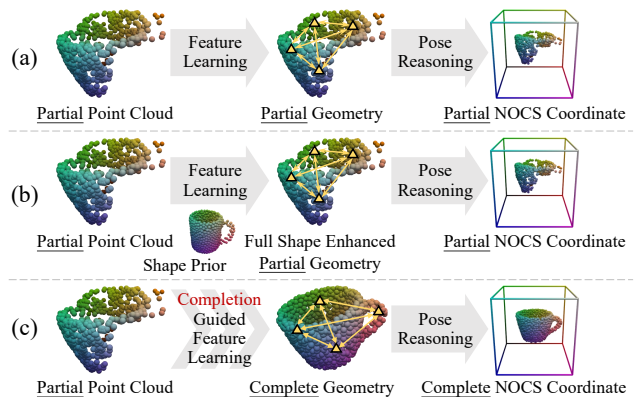 (a)
Feature
Learning
Pose
Reasoning
Partial Point Cloud
Partial Geometry
Partial NOCS Coordinate
(b)
Feature
Learning
Pose
Reasoning
Partial Point Cloud
Shape Prior
Full Shape Enhanced
Partial Geometry
Partial NOCS Coordinate
(c)
Completion
Guided
Feature
Learning
Pose
Reasoning
Partial Point Cloud
Complete Geometry
Complete NOCS Coordinate